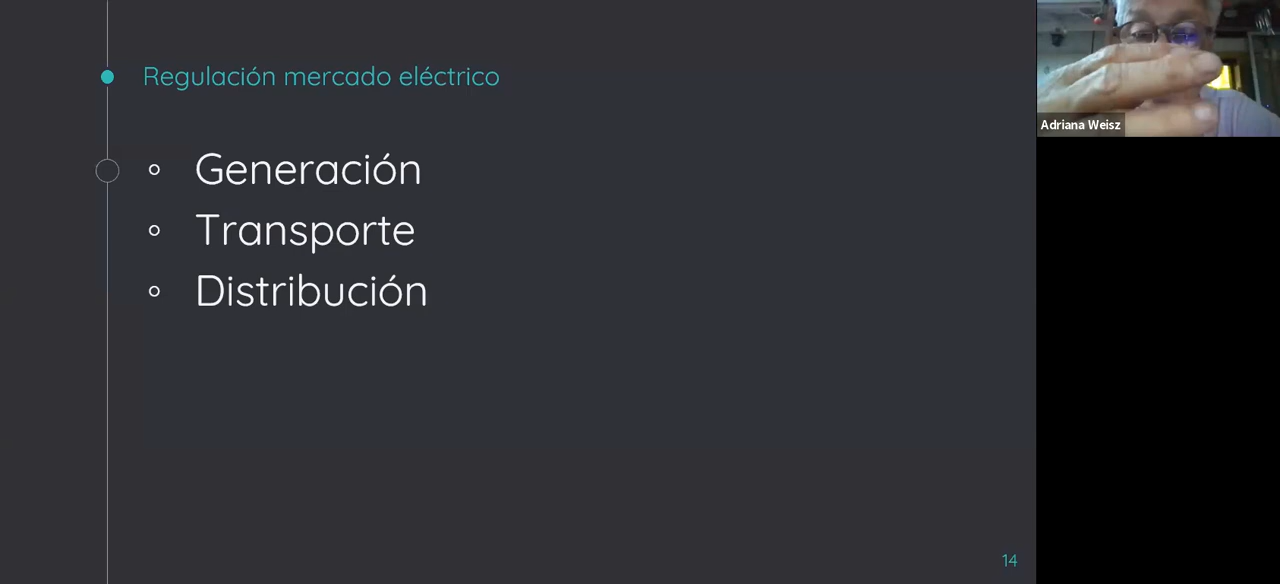 Regulación mercado eléctrico
Generación
Transporte
Distribución
14
Adriana Weisz